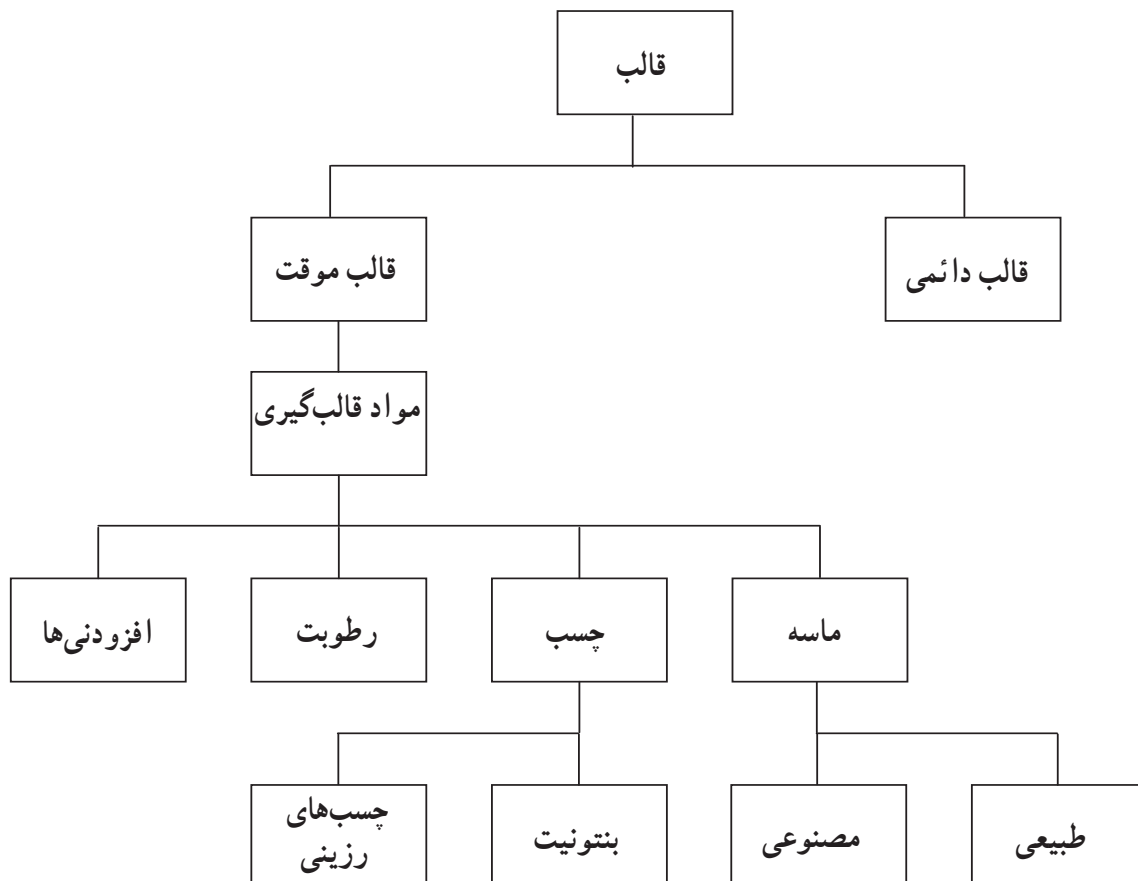 قالب
قالب دائمی
قالب موقت
مواد قالب‌گیری
ماسه
چسب
رطوبت
افزودنی‌ها
طبیعی
مصنوعی
بنتونیت
چسب‌های
رزینی